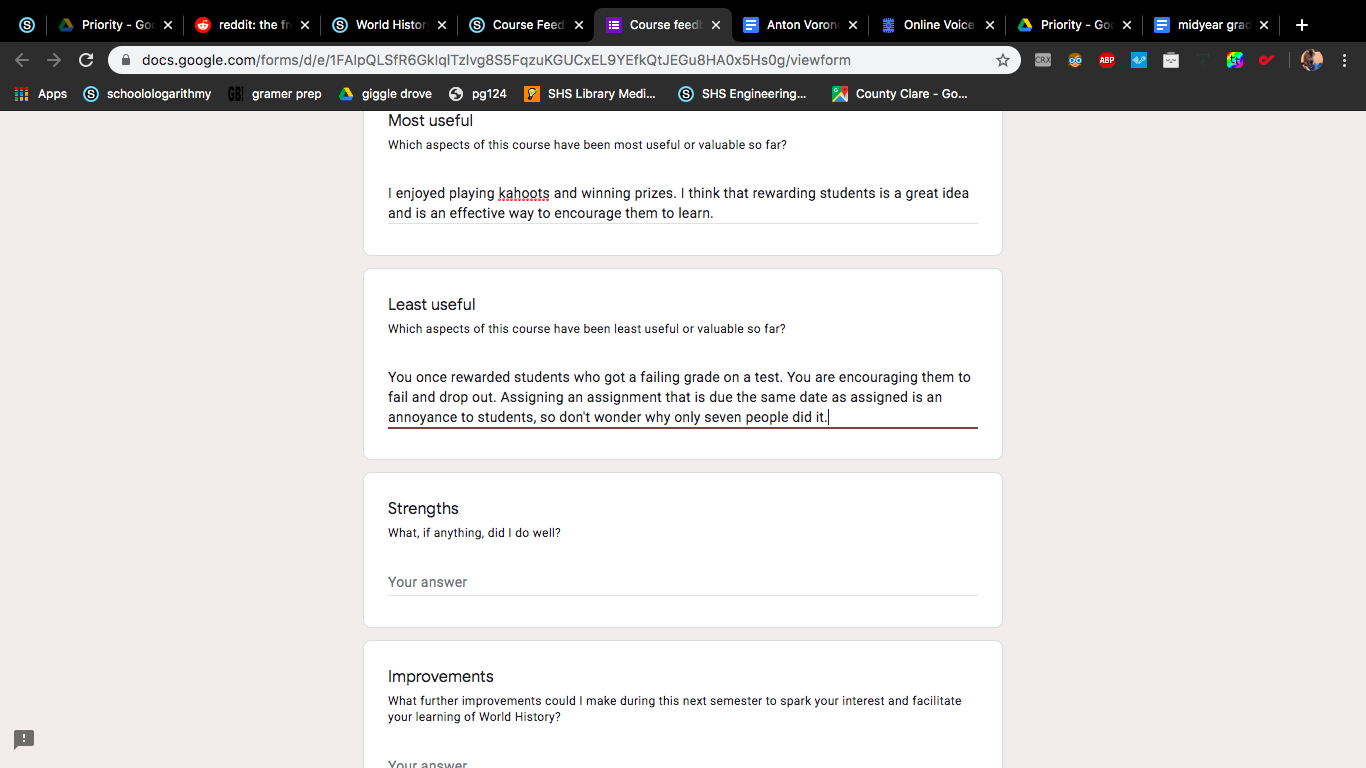 Priority - Goo
reddit: the fr
World History
Course Feed
Course feedb
Anton Voron
Online Voice
Priority - Goo
midyear grad
docs.google.com/forms/d/e/1FAIpQLSfR6GkIqlTzlvg8S5FqzuKGUCxEL9YEfkQtJEGu8HA0x5Hs0g/viewform
CRX
ABP
Apps
schoolologarithmy
GB!
gramer prep
giggle drove
pg124
SHS Library Medi...
SHS Engineering...
County Clare - Go...
Most useful
Which aspects of this course have been most useful or valuable so far?
I enjoyed playing kahoots and winning prizes. I think that rewarding students is a great idea
and is an effective way to encourage them to learn.
Least useful
Which aspects of this course have been least useful or valuable so far?
You once rewarded students who got a failing grade on a test. You are encouraging them to
fail and drop out. Assigning an assignment that is due the same date as assigned is an
annoyance to students, so don't wonder why only seven people did it.
Strengths
What, if anything, did I do well?
Your answer
Improvements
What further improvements could I make during this next semester to spark your interest and facilitate
your learning of World History?
Your answer